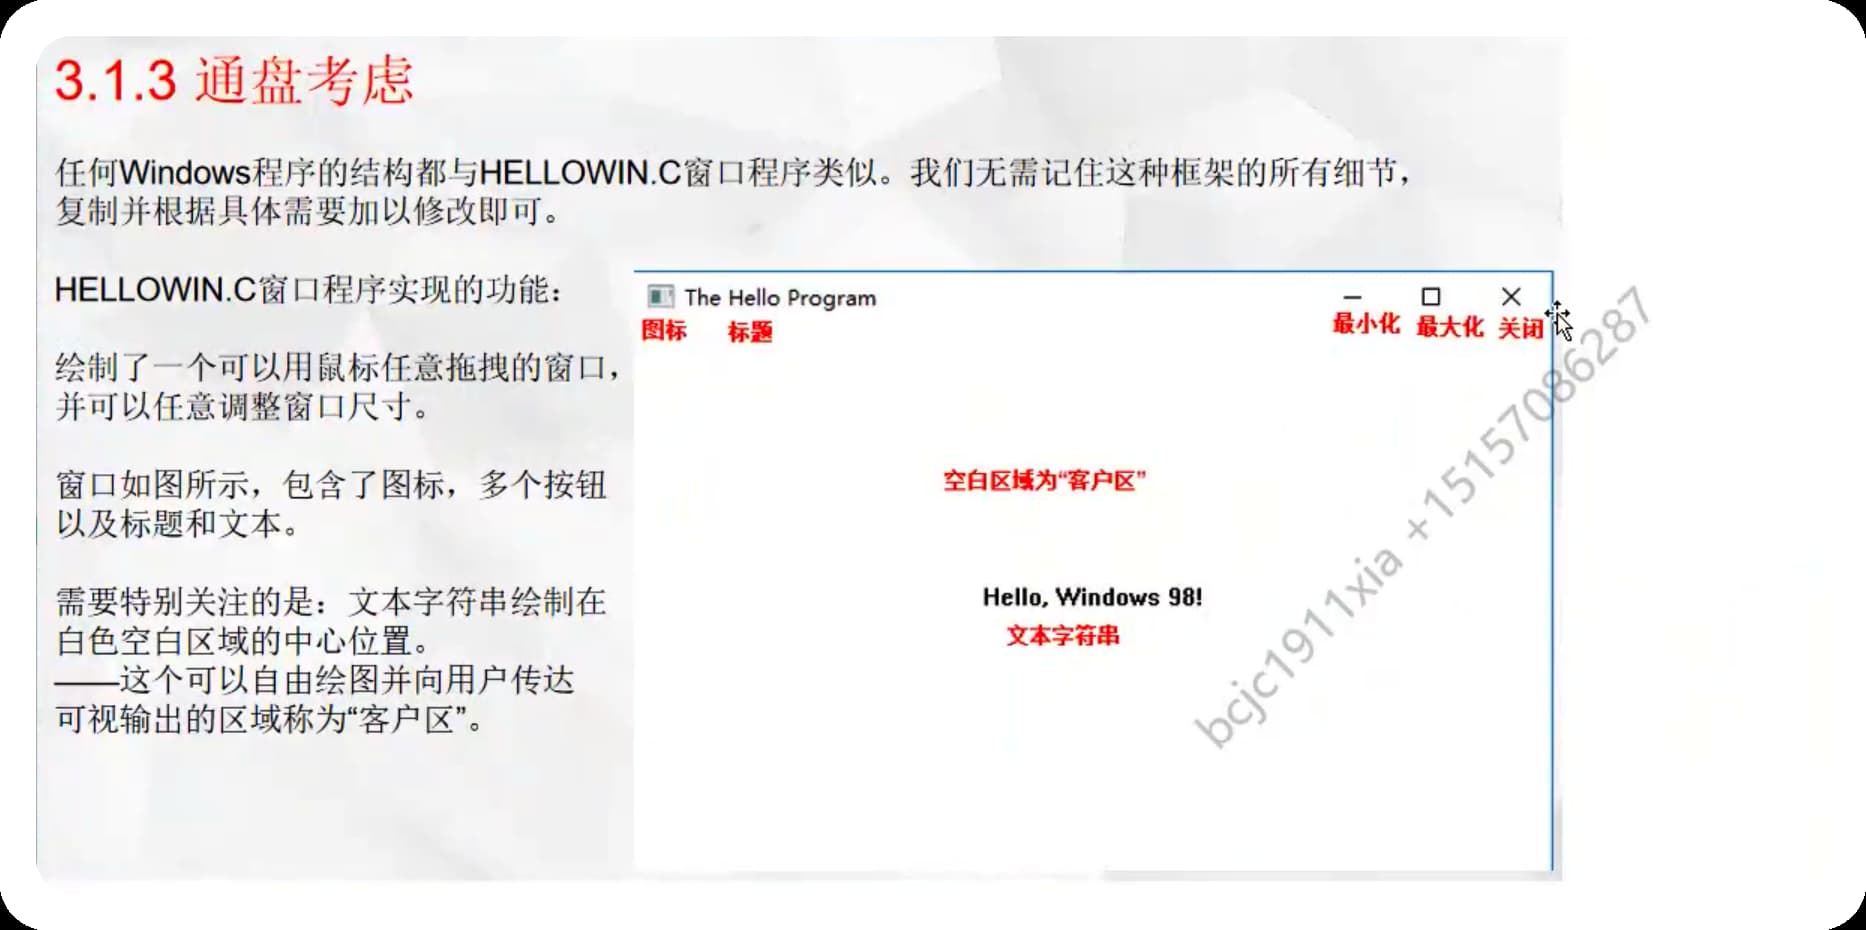 3.1.3 通盘考虑
任何Windows程序的结构都与HELLOWIN.C窗口程序类似。我们无需记住这种框架的所有细节，
复制并根据具体需要加以修改即可。
HELLOWIN.C窗口程序实现的功能：
绘制了一个可以用鼠标任意拖拽的窗口，
并可以任意调整窗口尺寸。
窗口如图所示，包含了图标，多个按钮
以及标题和文本。
需要特别关注的是：文本字符串绘制在
白色空白区域的中心位置。
——这个可以自由绘图并向用户传达
可视输出的区域称为“客户区”。
The Hello Program
图标 标题
最小化 最大化 关闭
空白区域为“客户区”
Hello, Windows 98!
文本字符串
bcjc1911xia +15157086287